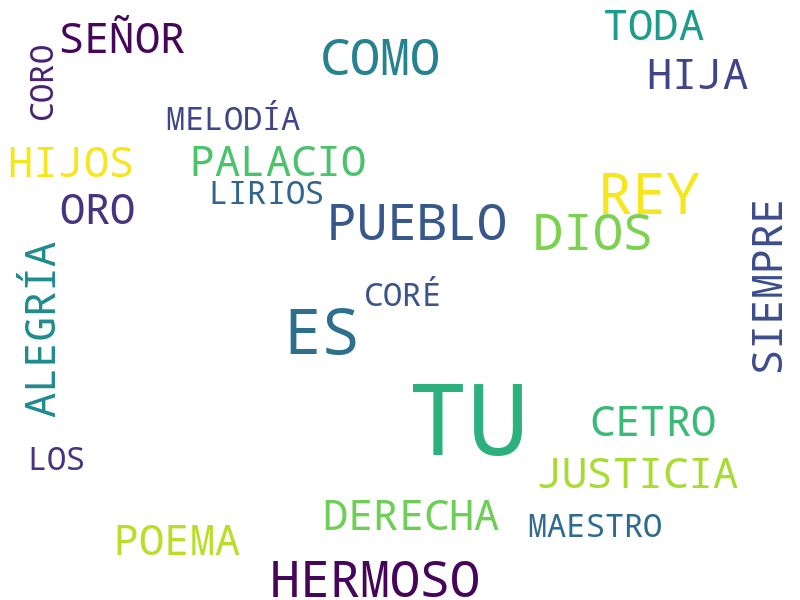 TODA
SEÑOR
COMO
HIJA
CORO
MELODÍA
HIJOS
PALACIO
LIRIOS
REY
ORO
PUEBLO
DIOS
SIEMPRE
CORÉ
ALEGRÍA
ES
TU
CETRO
LOS
JUSTICIA
DERECHA
MAESTRO
POEMA
HERMOSO